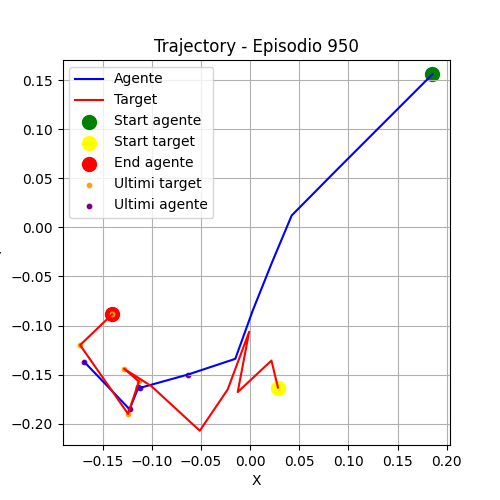 Trajectory - Episodio 950
Agente
Target
Start agente
Start target
End agente
Ultimi target
Ultimi agente
0.15
0.10
0.05
0.00
−0.05
−0.10
−0.15
−0.20
−0.15
−0.10
−0.05
0.00
0.05
0.10
0.15
0.20
X